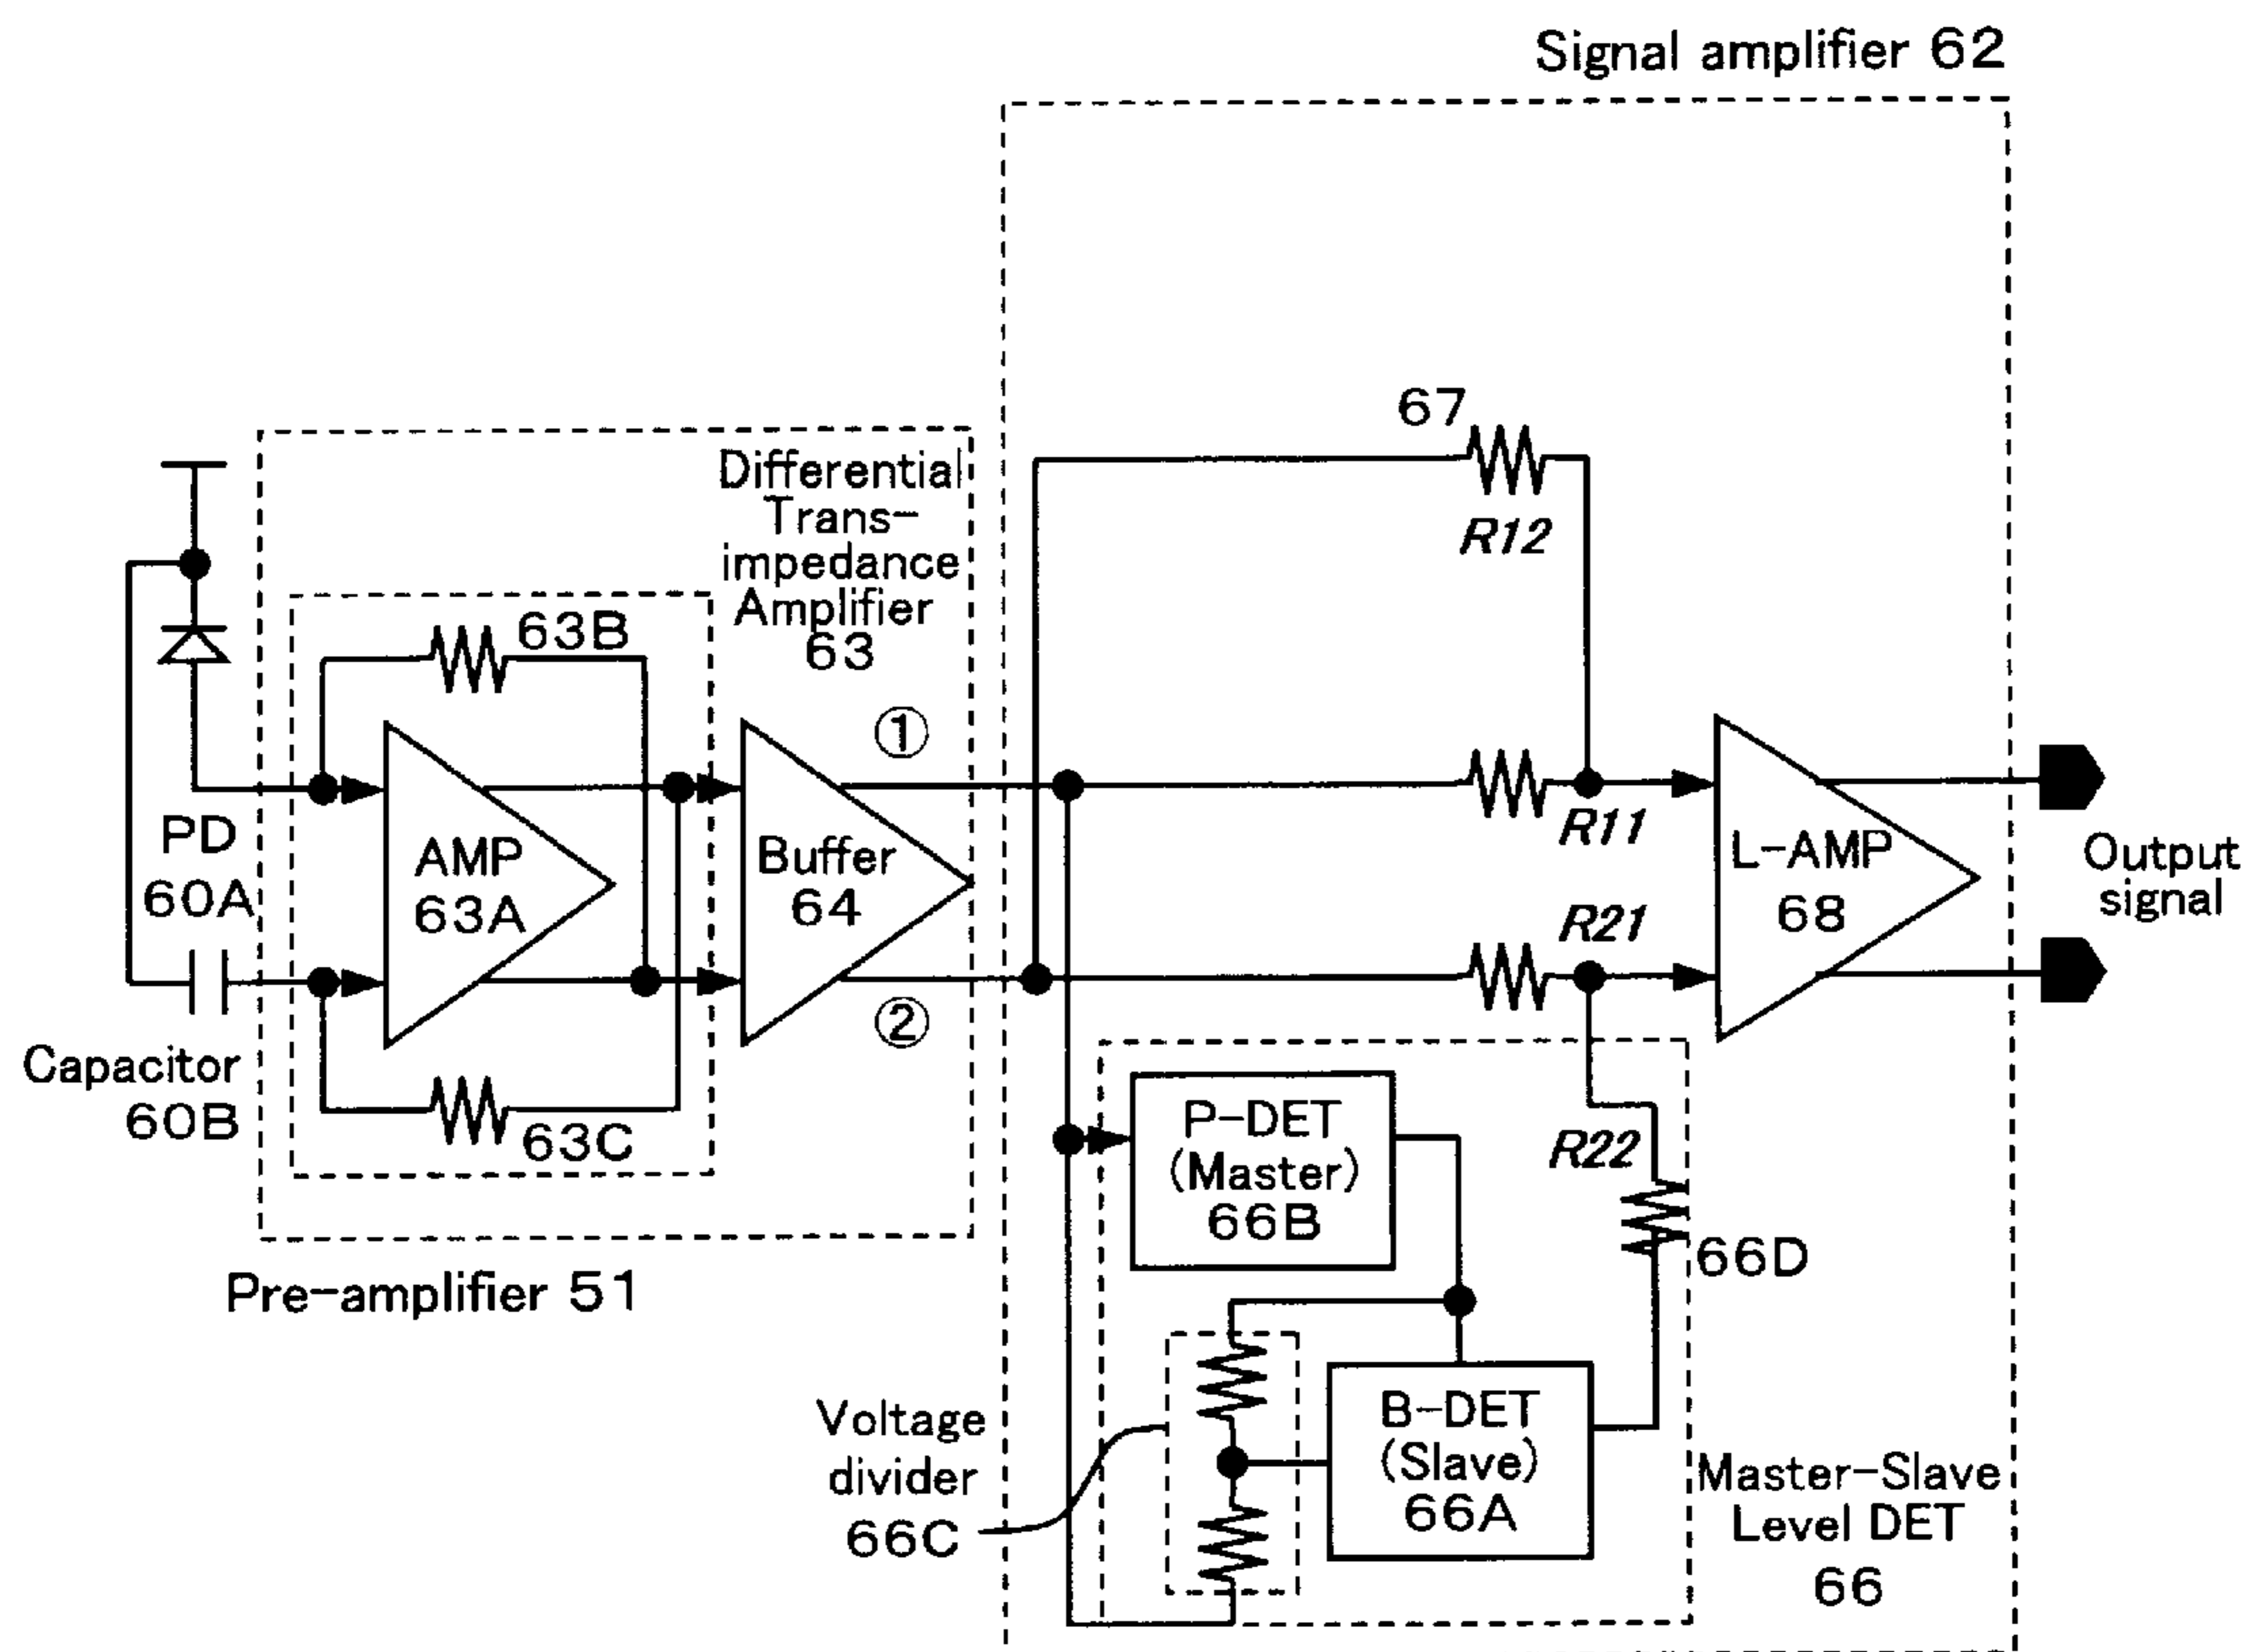 Signal amplifier 62
67
R12
Differential
Trans-
impedance
Amplifier
63
63B
①
PD
60A
AMP
63A
Buffer
64
R11
L-AMP
68
Output
signal
R21
②
Capacitor
60B
63C
P-DET
(Master)
66B
R22
66D
Pre-amplifier 51
Voltage
divider
66C
B-DET
(Slave)
66A
Master-Slave
Level DET
66